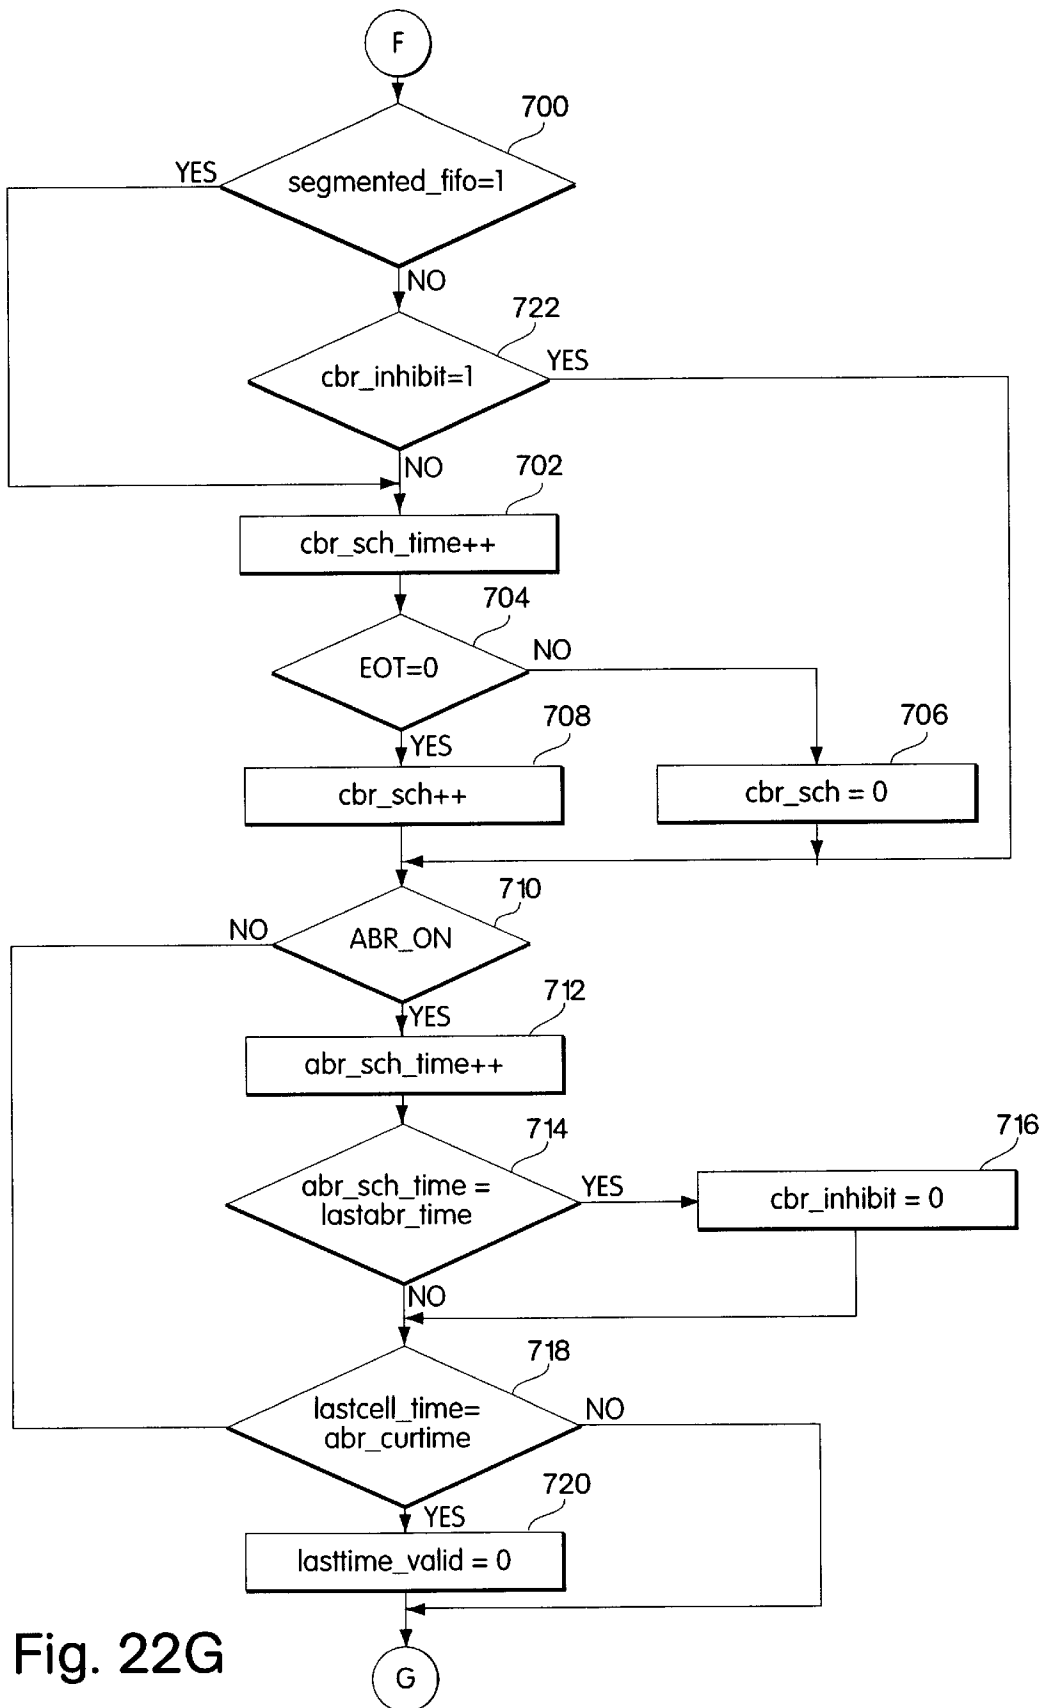 F
700
YES
segmented_fifo=1
NO
722
cbr_inhibit=1
YES
NO
702
cbr_sch_time++
704
EOT=0
NO
708
706
YES
cbr_sch++
cbr_sch = 0
710
NO
ABR_ON
712
YES
abr_sch_time++
714
716
abr_sch_time =
lastabr_time
YES
cbr_inhibit = 0
NO
718
lastcell_time=
abr_curtime
NO
720
YES
lasttime_valid = 0
Fig. 22G
G